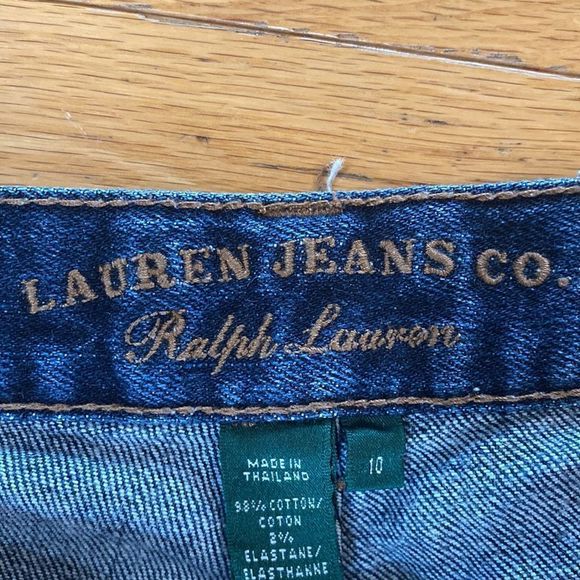 LAUREN JEANS CO.
Ralph Lauren
MADE IN
THAILAND
98% COTTON/
COTON
2%
ELASTANE/
ELASTHANNE
10